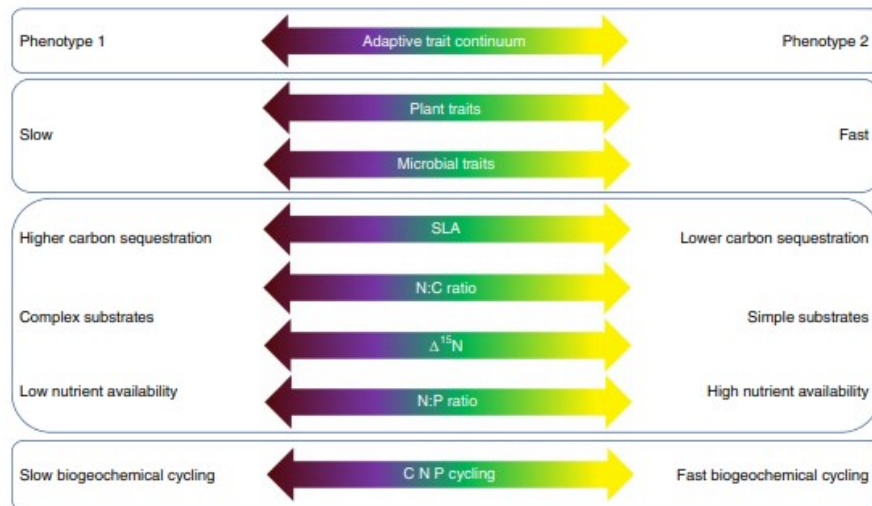 Phenotype 1 Adaptive trait continuum Phenotype 2
Plant traits
Slow Fast
Microbial traits
SLA
Higher carbon sequestration Lower carbon sequestration
N:C ratio
Complex substrates Simple substrates
Δ¹⁵N
Low nutrient availability N:P ratio High nutrient availability
Slow biogeochemical cycling C N P cycling Fast biogeochemical cycling